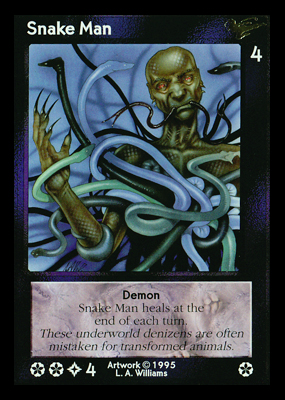 Snake Man
4
Demon
Snake Man heals at the
end of each turn.
These underworld denizens are often
mistaken for transformed animals.
4
Artwork © 1995
L. A. Williams